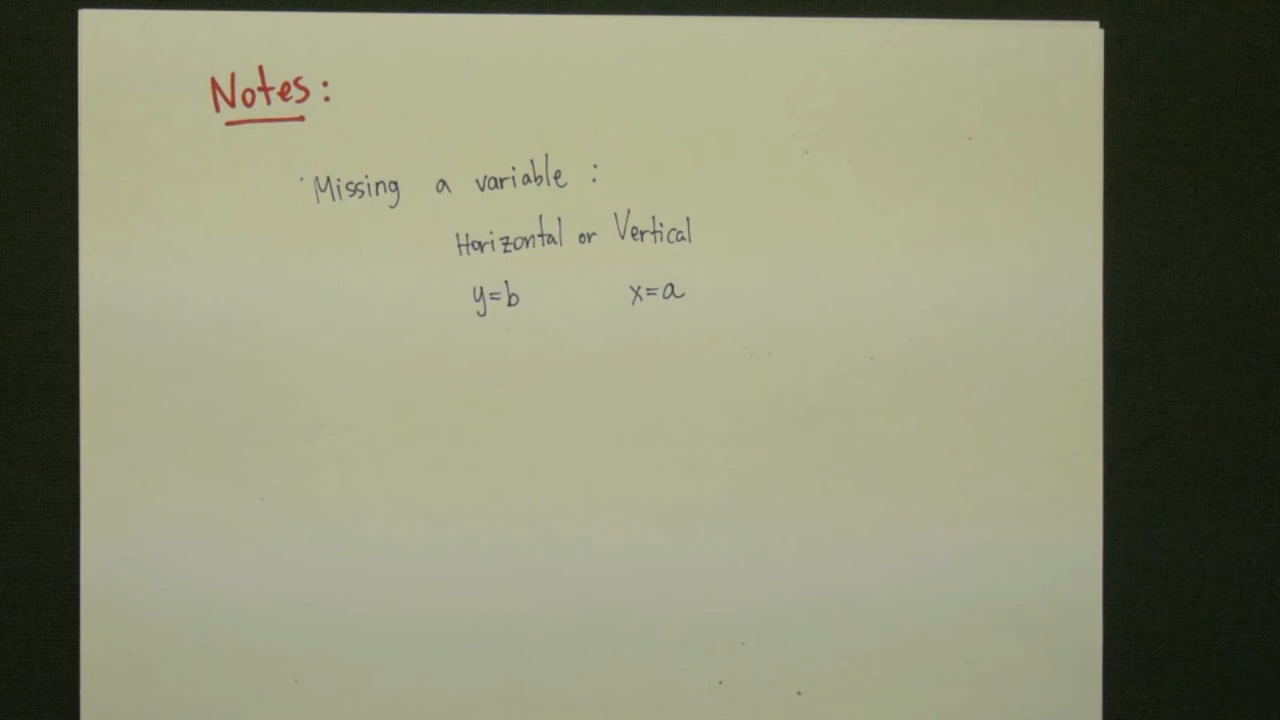 Notes:
Missing a variable :
Horizontal or Vertical
y=b x=a